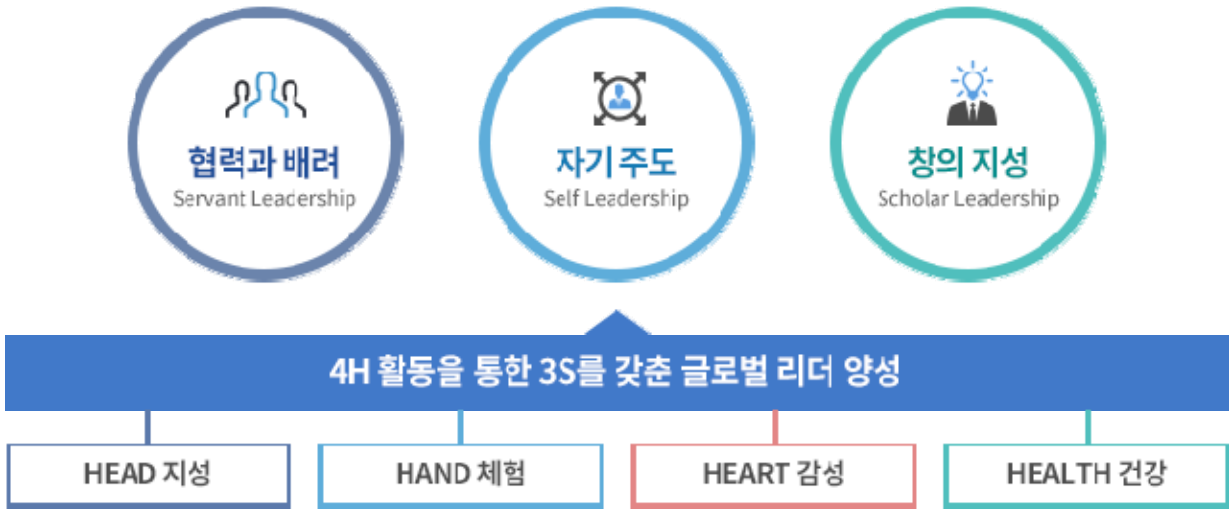 협력과 배려
Servant Leadership
자기 주도
Self Leadership
창의 지성
Scholar Leadership
4H 활동을 통한 3S를 갖춘 글로벌 리더 양성
HEAD 지성
HAND 체험
HEART 감성
HEALTH 건강